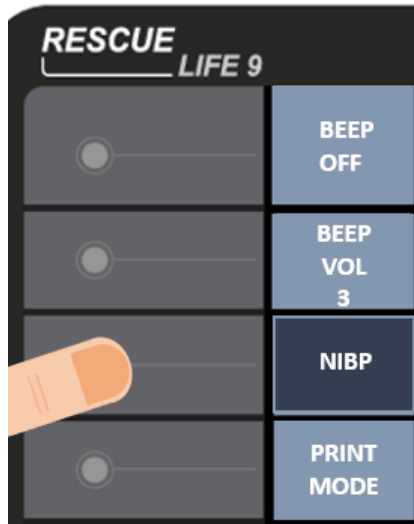 RESCUE
LIFE 9
BEEP
OFF
BEEP
VOL
3
NIBP
PRINT
MODE